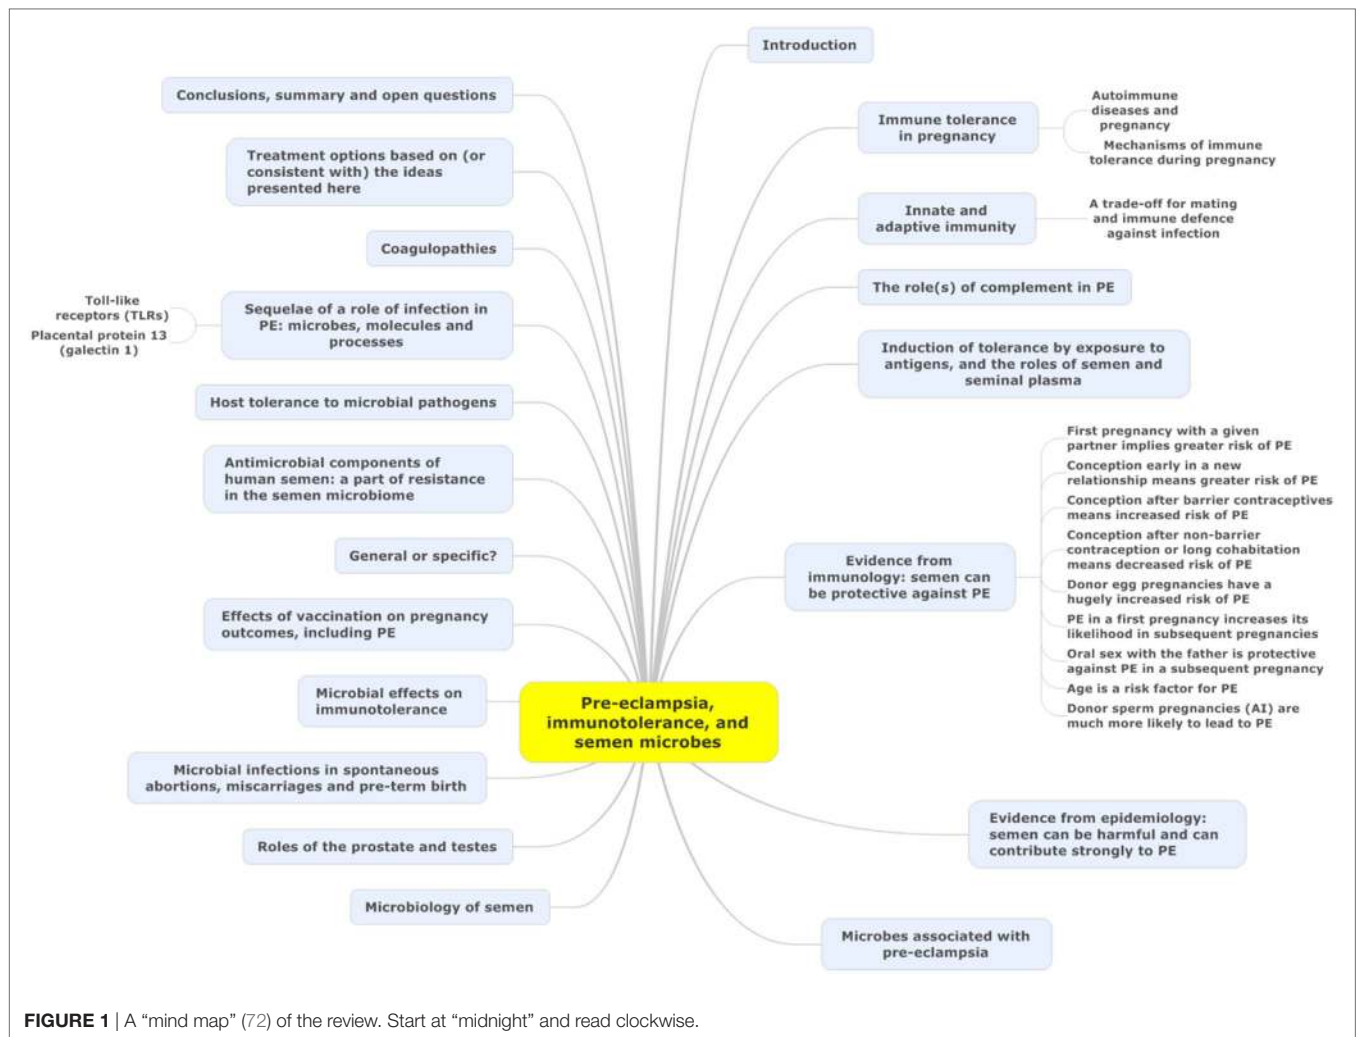 Introduction
Immune tolerance
in pregnancy
Autoimmune
diseases and
pregnancy
Mechanisms of immune
tolerance during pregnancy
Innate and
adaptive immunity
A trade-off for mating
and immune defence
against infection
The role(s) of complement in PE
Induction of tolerance by exposure to
antigens, and the roles of semen and
seminal plasma
Evidence from
immunology: semen can
be protective against PE
First pregnancy with a given
partner implies greater risk of PE
Conception early in a new
relationship means greater risk of PE
Conception after barrier contraceptives
means increased risk of PE
Conception after non-barrier
contraception or long cohabitation
means decreased risk of PE
Donor egg pregnancies have a
hugely increased risk of PE
PE in a first pregnancy increases its
likelihood in subsequent pregnancies
Oral sex with the father is protective
against PE in a subsequent pregnancy
Age is a risk factor for PE
Donor sperm pregnancies (AI) are
much more likely to lead to PE
Evidence from epidemiology:
semen can be harmful and can
contribute strongly to PE
Microbes associated with
pre-eclampsia
Pre-eclampsia,
immunotolerance, and
semen microbes
Microbiology of semen
Roles of the prostate and testes
Microbial infections in spontaneous
abortions, miscarriages and pre-term birth
Microbial effects on
immunotolerance
Effects of vaccination on pregnancy
outcomes, including PE
General or specific?
Antimicrobial components of
human semen: a part of resistance
in the semen microbiome
Host tolerance to microbial pathogens
Sequelae of a role of infection in
PE: microbes, molecules and
processes
Toll-like
receptors (TLRs)
Placental protein 13
(galectin 1)
Coagulopathies
Treatment options based on (or
consistent with) the ideas
presented here
Conclusions, summary and open questions
FIGURE 1 | A “mind map” (72) of the review. Start at “midnight” and read clockwise.